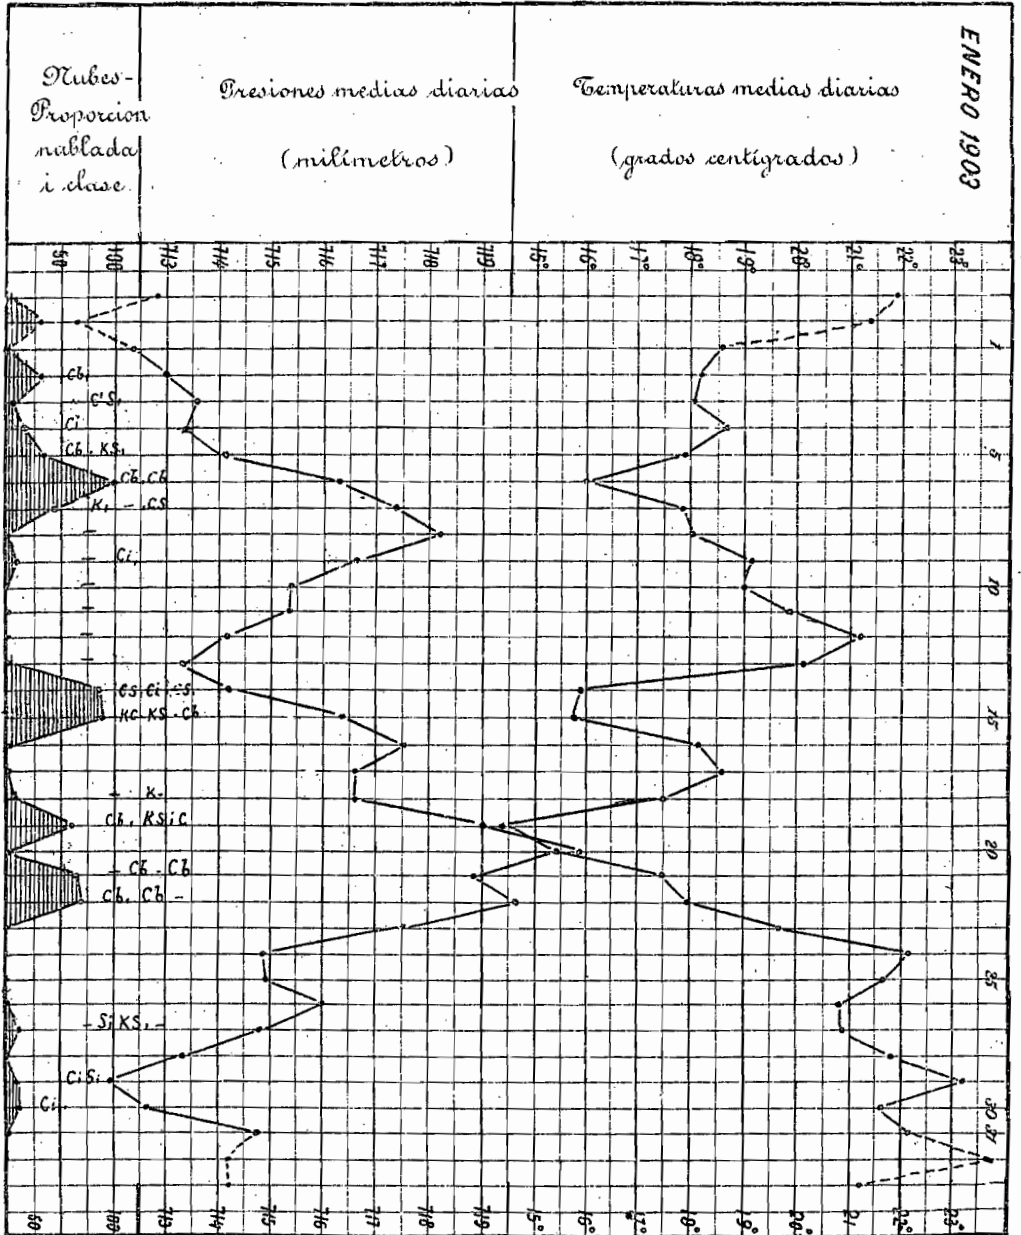 ENERO 1903
Nubes-
Proporcion
nublada
i clase.
Presiones medias diarias
(milímetros)
Temperaturas medias diarias
(grados centígrados)
50 100 713 714 715 716 717 718 719 15° 16° 17° 18° 19° 20° 21° 22° 23°
1
Cb.
Ci
Cb. KS.
5
Cb. Cb
K. - CS
Ci.
10
Cs. Ci. Cs.
KC. KS. Cb
15
K.
Cb. KS i C
20
- Cb - Cb
Cb. Cb -
25
- Si KS. -
Ci Si
Ci.
30 31
50 100 713 714 715 716 717 718 719 15° 16° 17° 18° 19° 20° 21 22° 23°